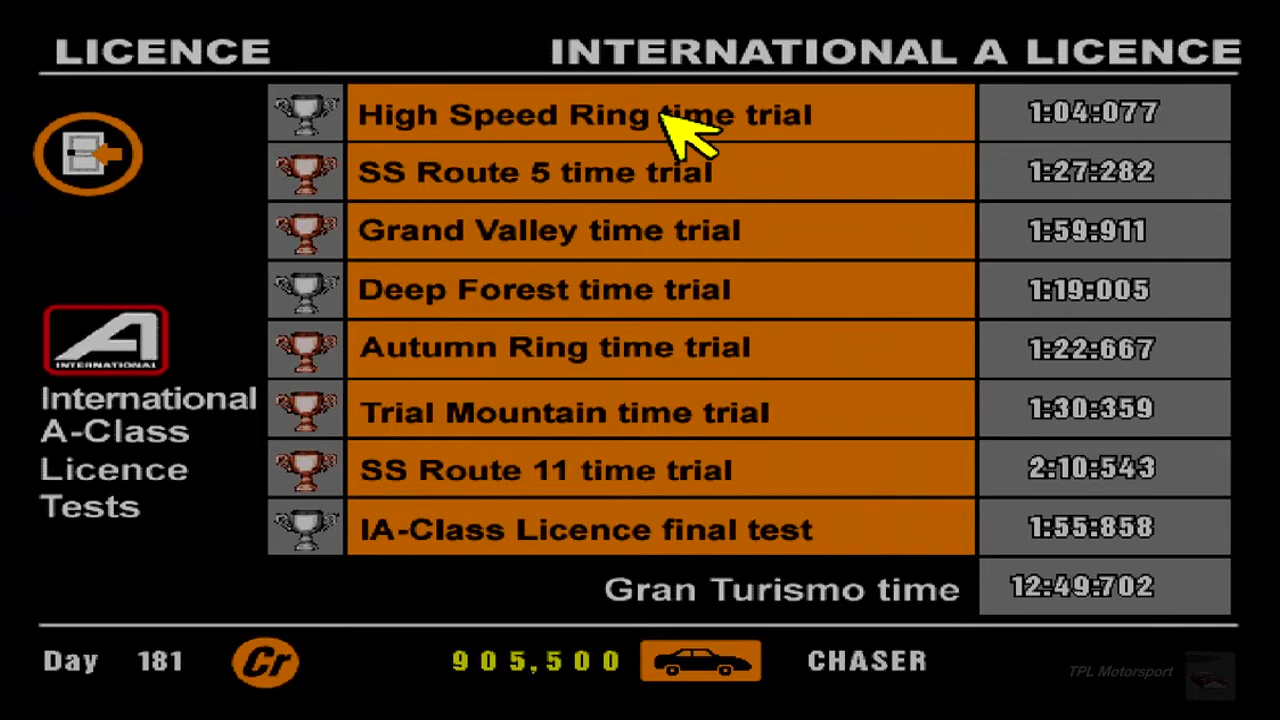 LICENCE
INTERNATIONAL A LICENCE
High Speed Ring time trial 1:04:077
SS Route 5 time trial 1:27:282
Grand Valley time trial 1:59:911
Deep Forest time trial 1:19:005
Autumn Ring time trial 1:22:667
Trial Mountain time trial 1:30:359
SS Route 11 time trial 2:10:543
IA-Class Licence final test 1:55:858
Gran Turismo time 12:49:702
A
INTERNATIONAL
International
A-Class
Licence
Tests
Day 181 Cr 905,500 CHASER
TPL Motorsport